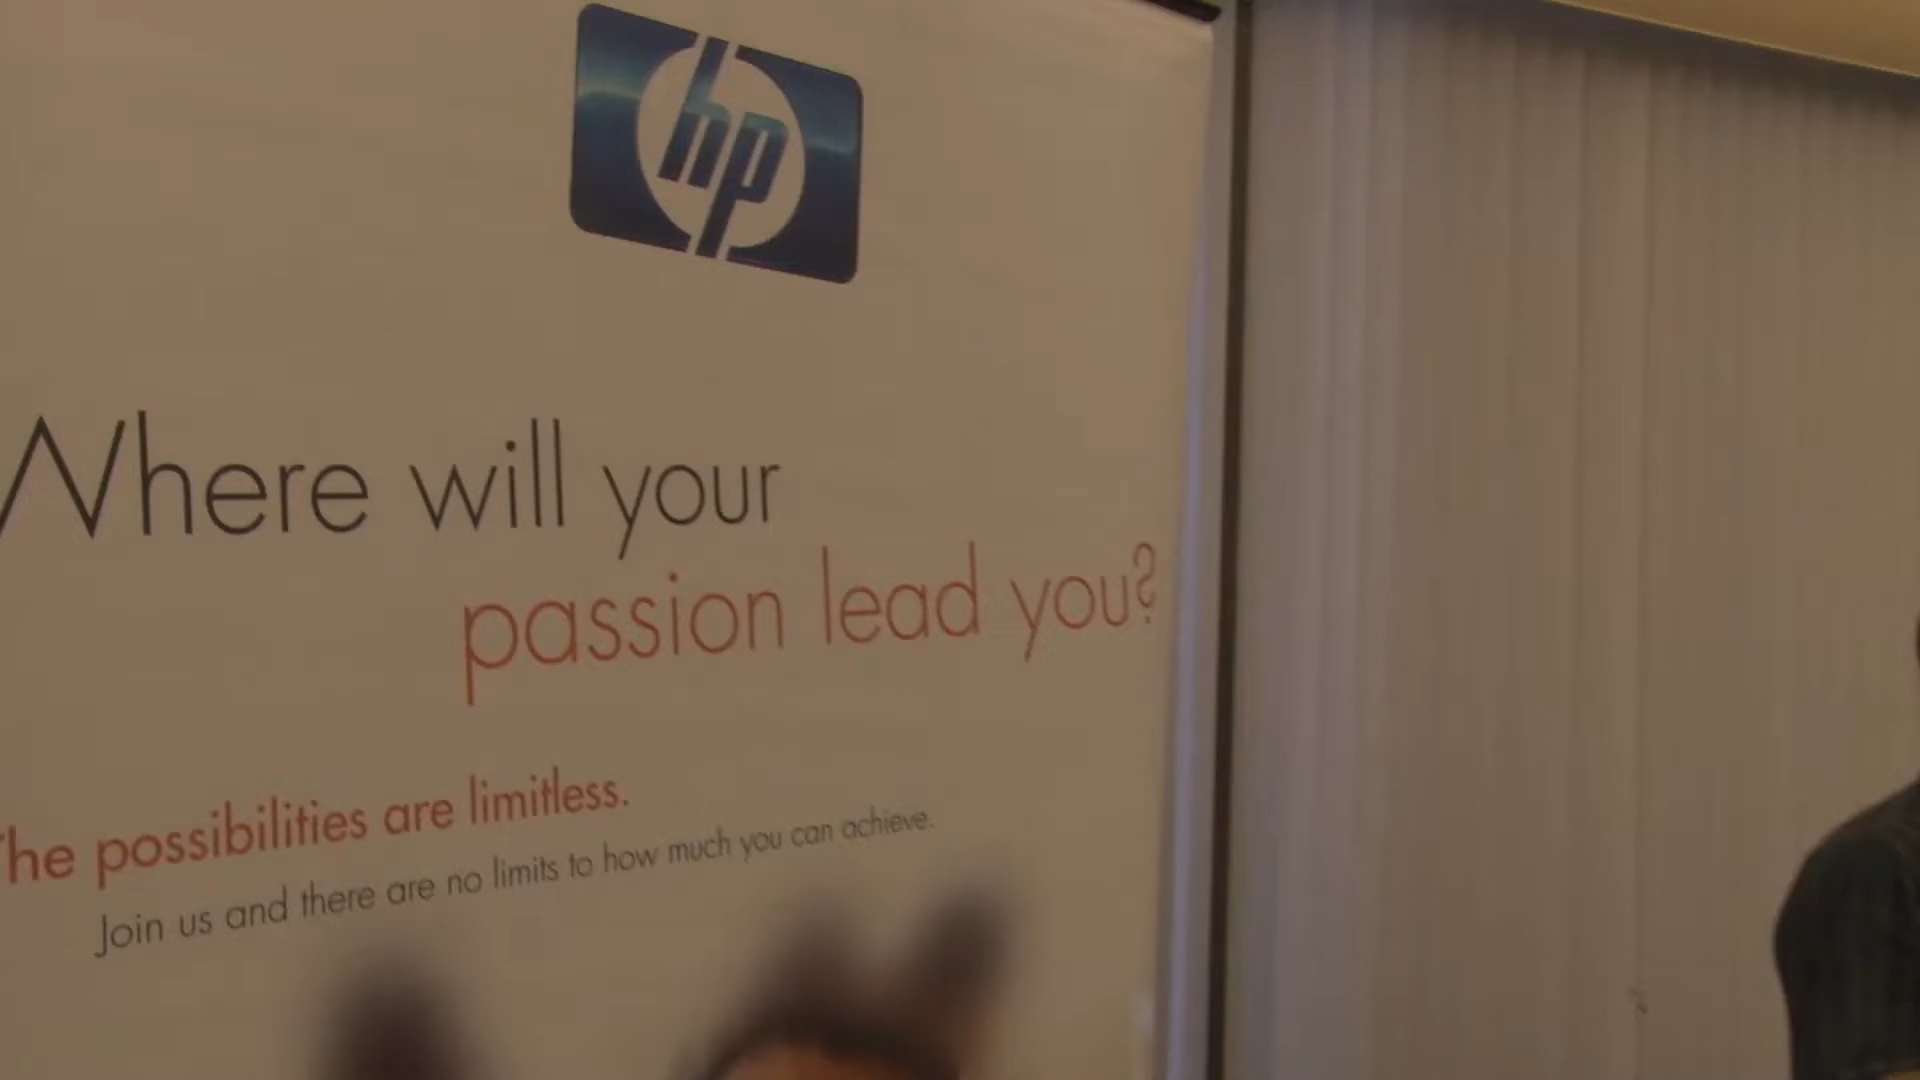 hp
Where will your
passion lead you?
The possibilities are limitless.
Join us and there are no limits to how much you can achieve.